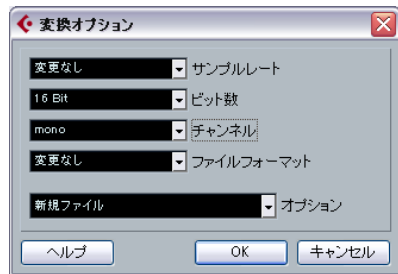 変換オプション
変更なし サンプルレート
16 Bit ビット数
mono チャンネル
変更なし ファイルフォーマット
新規ファイル オプション
ヘルプ OK キャンセル